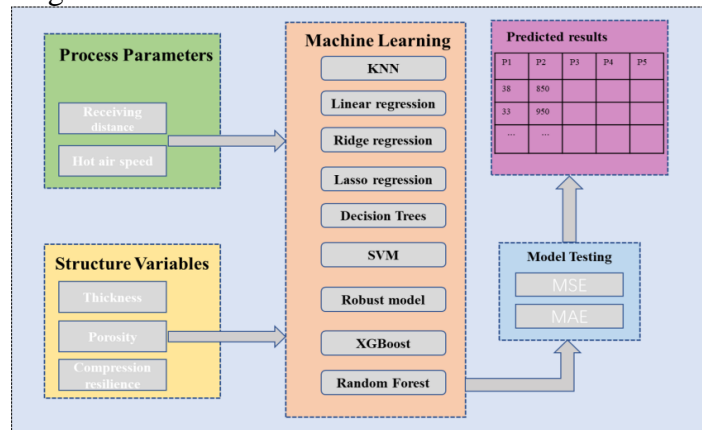 Process Parameters
Receiving
distance
Hot air speed
Structure Variables
Thickness
Porosity
Compression
resilience
Machine Learning
KNN
Linear regression
Ridge regression
Lasso regression
Decision Trees
SVM
Robust model
XGBoost
Random Forest
Predicted results
P1 P2 P3 P4 P5
38 850
33 950
... ...
Model Testing
MSE
MAE